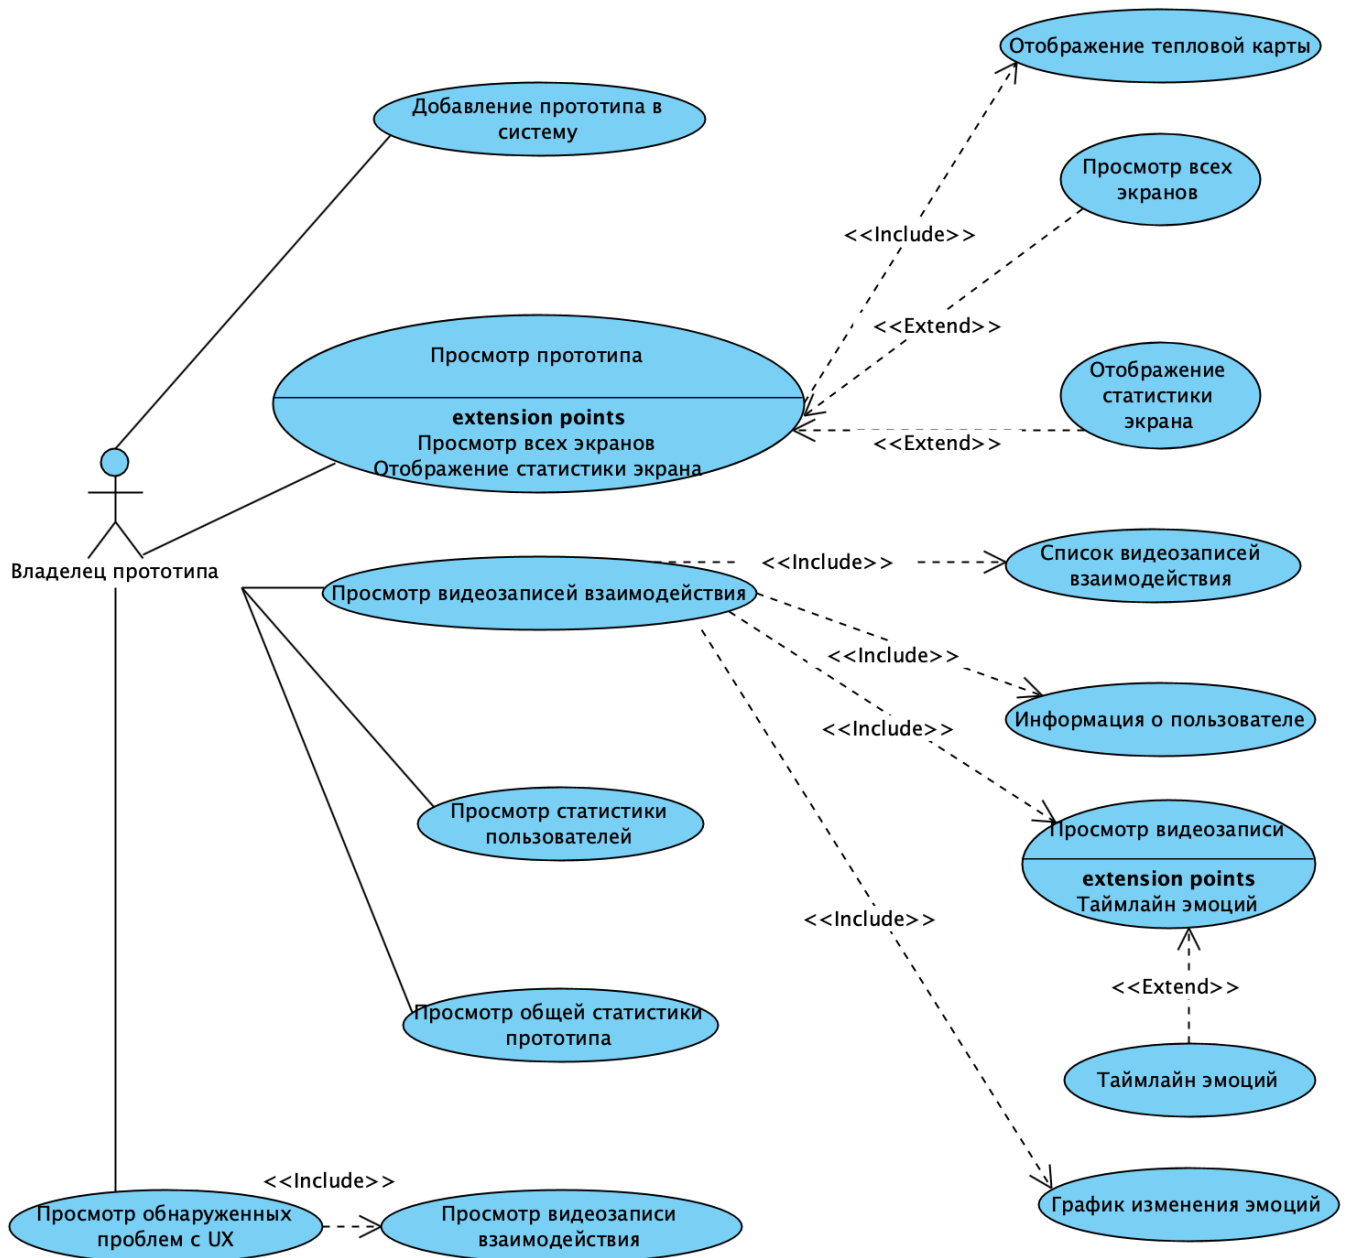 Отображение тепловой карты
Добавление прототипа в
систему
Просмотр всех
экранов
<<Include>>
<<Extend>>
Просмотр прототипа
extension points
Просмотр всех экранов
Отображение статистики экрана
Отображение
статистики
экрана
<<Extend>>
Владелец прототипа
Просмотр видеозаписей взаимодействия
<<Include>>
Список видеозаписей
взаимодействия
<<Include>>
Информация о пользователе
<<Include>>
Просмотр статистики
пользователей
Просмотр видеозаписи
extension points
Таймлайн эмоций
<<Include>>
<<Extend>>
Просмотр общей статистики
прототипа
Таймлайн эмоций
<<Include>>
График изменения эмоций
Просмотр обнаруженных
проблем с UX
Просмотр видеозаписи
взаимодействия